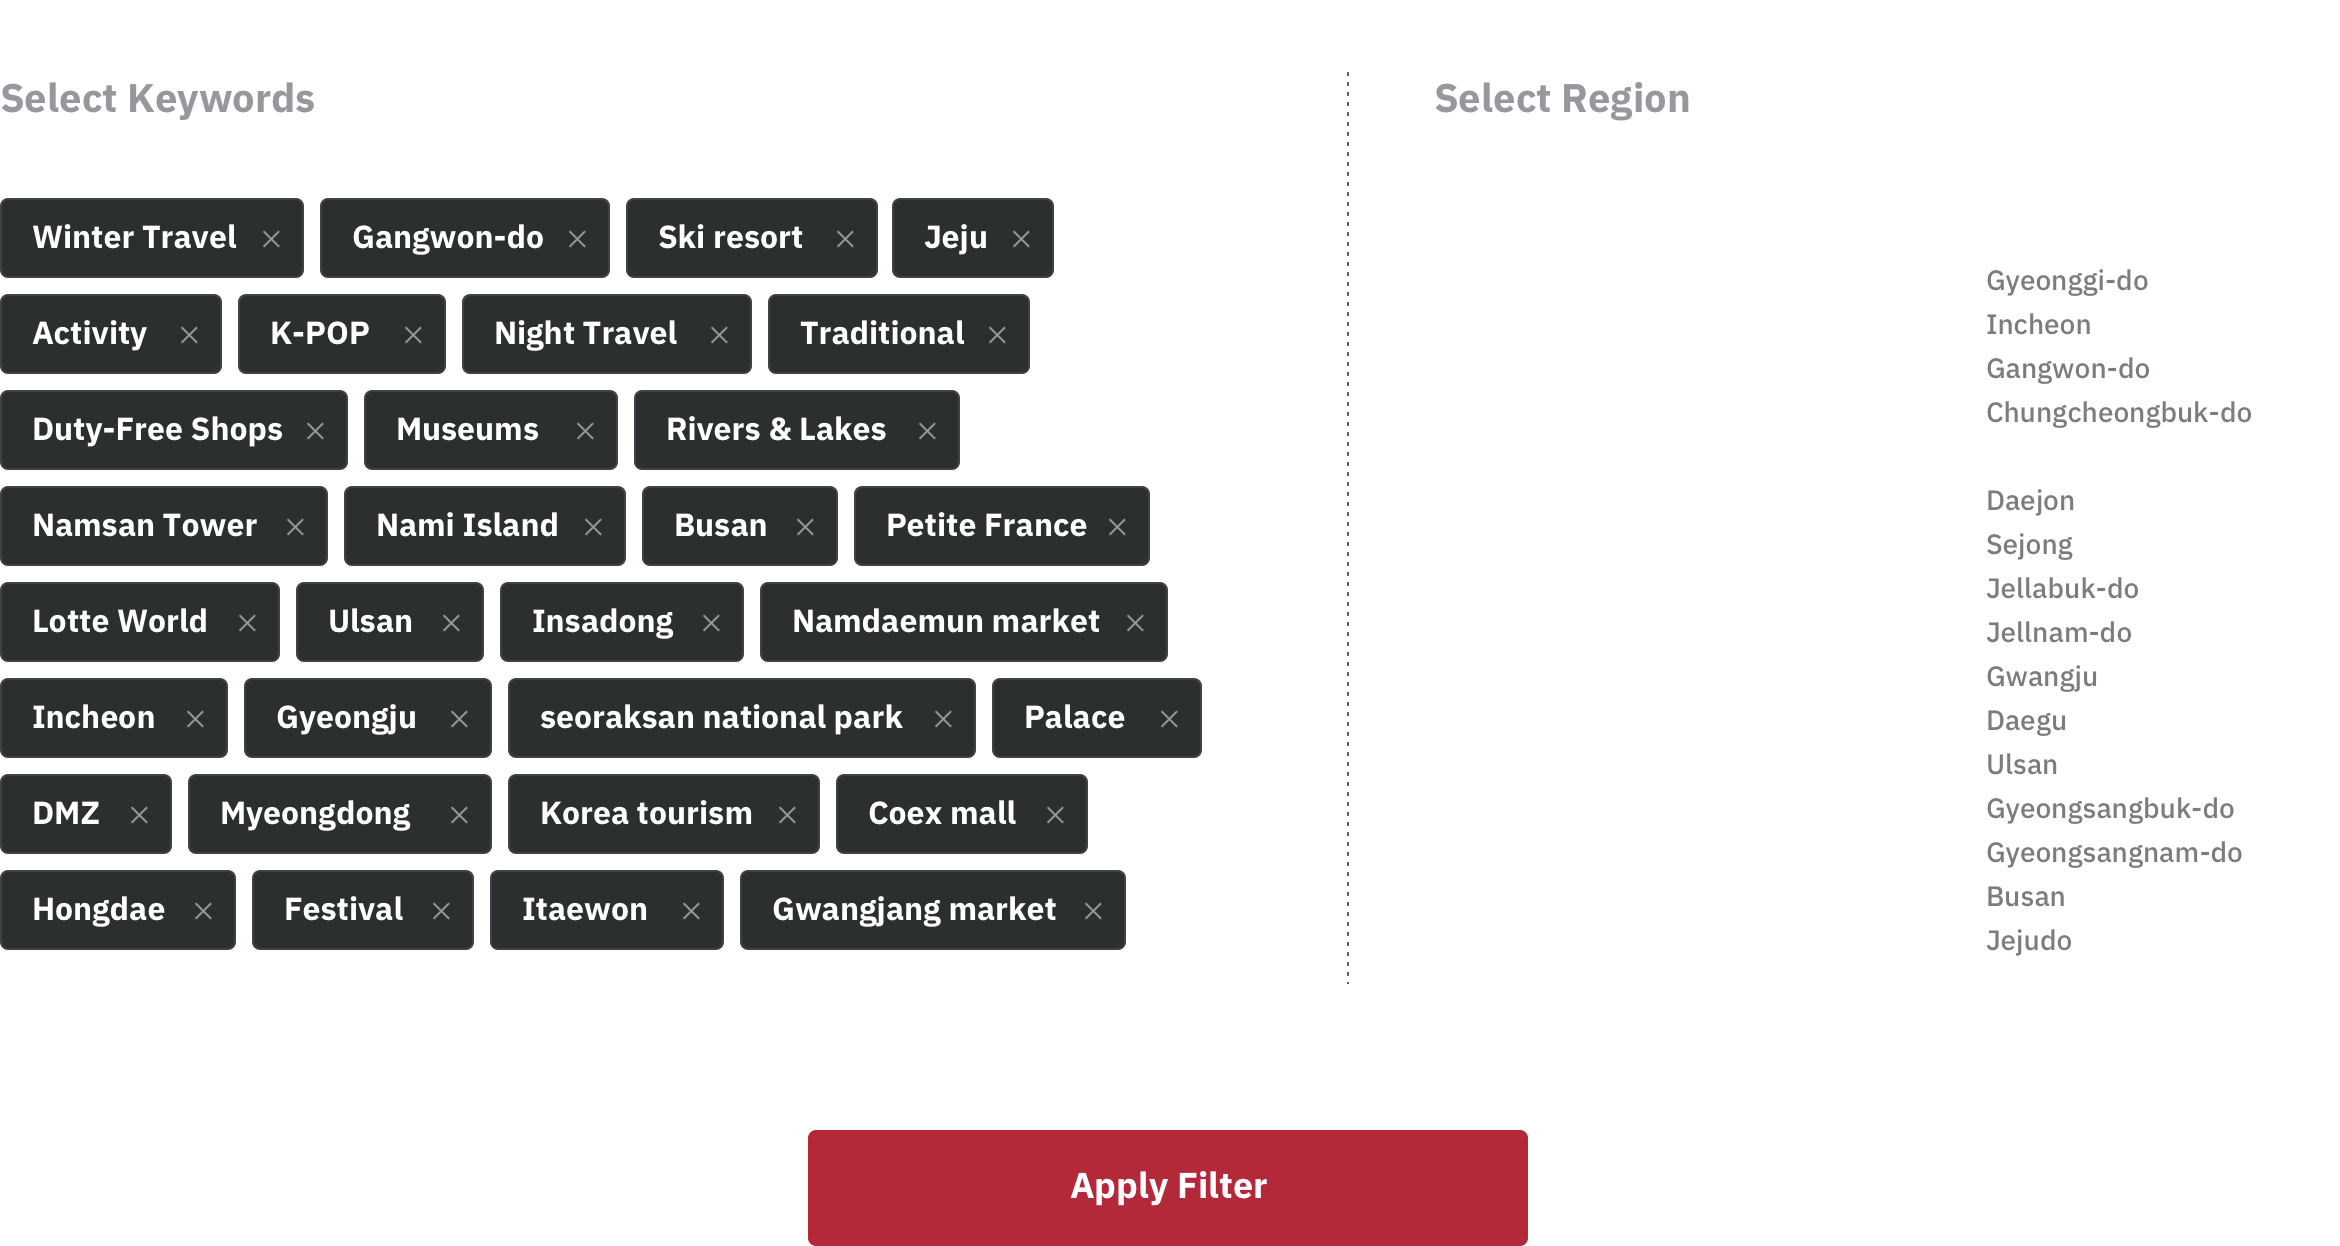 Select Keywords
Winter Travel Gangwon-do Ski resort Jeju
Activity K-POP Night Travel Traditional
Duty-Free Shops Museums Rivers & Lakes
Namsan Tower Nami Island Busan Petite France
Lotte World Ulsan Insadong Namdaemun market
Incheon Gyeongju seoraksan national park Palace
DMZ Myeongdong Korea tourism Coex mall
Hongdae Festival Itaewon Gwangjang market
Select Region
Gyeonggi-do
Incheon
Gangwon-do
Chungcheongbuk-do
Daejon
Sejong
Jellabuk-do
Jellnam-do
Gwangju
Daegu
Ulsan
Gyeongsangbuk-do
Gyeongsangnam-do
Busan
Jejudo
Apply Filter